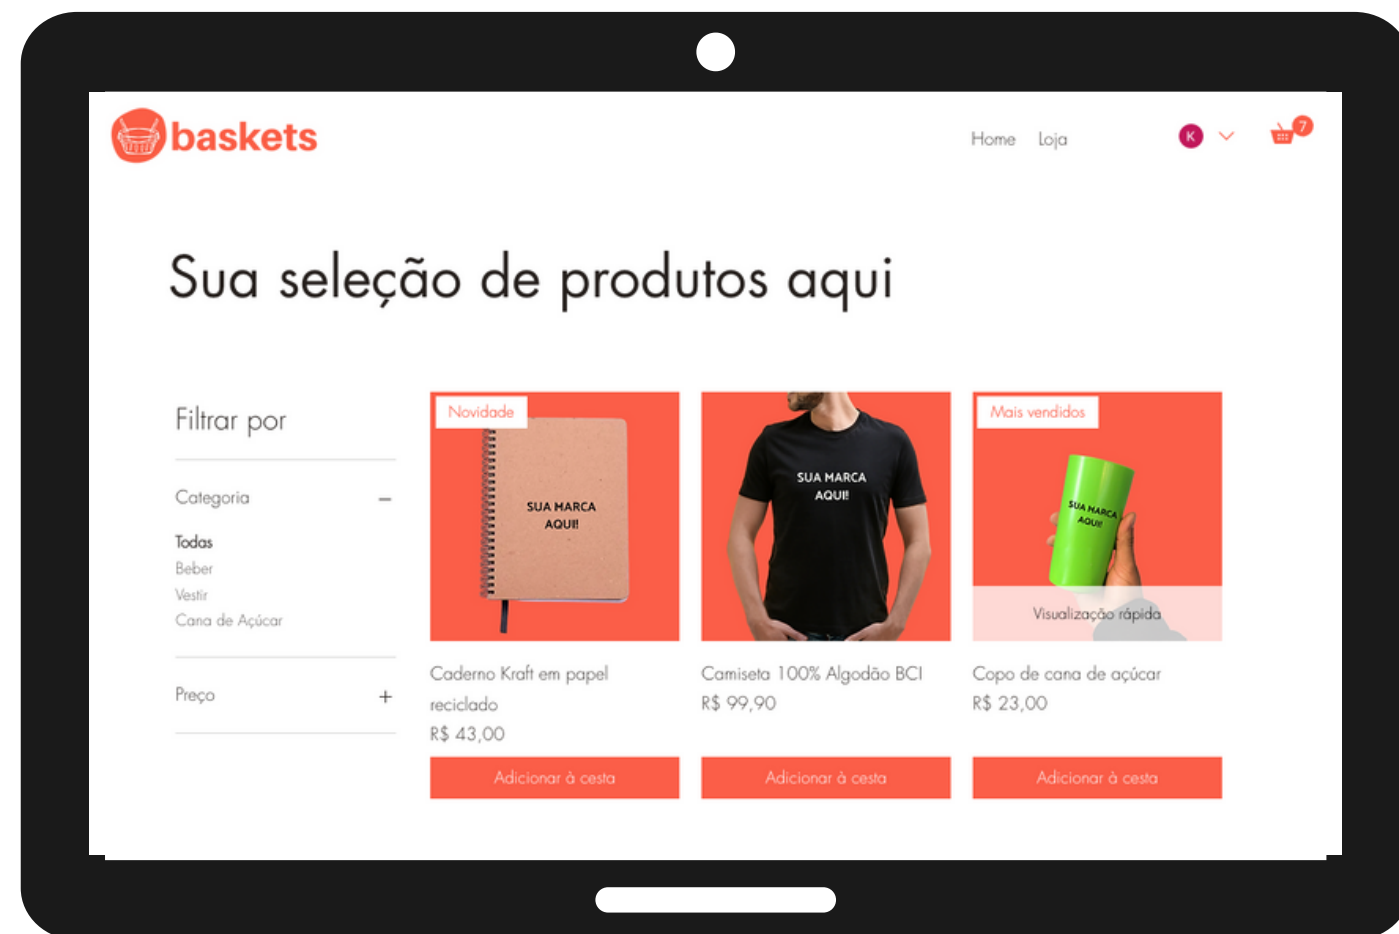 baskets
Home Loja
K
7
Sua seleção de produtos aqui
Filtrar por
Categoria
Todas
Beber
Vestir
Cana de Açúcar
Preço
Novidade
SUA MARCA
AQUI!
Caderno Kraft em papel
reciclado
R$ 43,00
Adicionar à cesta
SUA MARCA
AQUI!
Camiseta 100% Algodão BCI
R$ 99,90
Adicionar à cesta
Mais vendidos
SUA MARCA
AQUI!
Visualização rápida
Copo de cana de açúcar
R$ 23,00
Adicionar à cesta